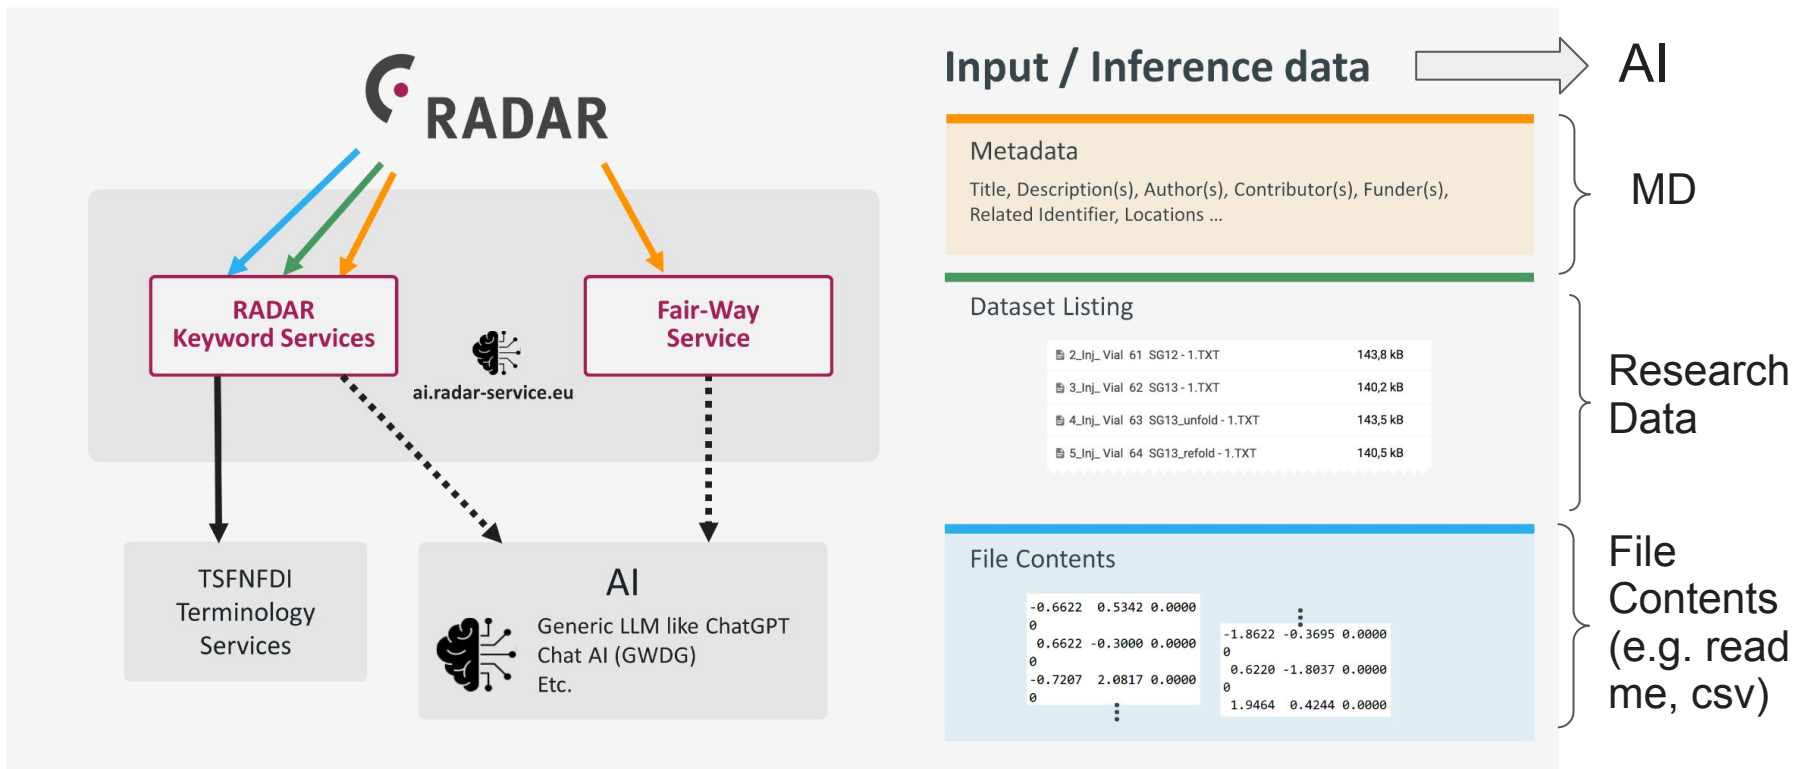 RADAR
RADAR
Keyword Services
Fair-Way
Service
ai.radar-service.eu
TSFNFDI
Terminology
Services
AI
Generic LLM like ChatGPT
Chat AI (GWDG)
Etc.
Input / Inference data
AI
Metadata
Title, Description(s), Author(s), Contributor(s), Funder(s),
Related Identifier, Locations ...
MD
Dataset Listing
2_Inj_ Vial 61 SG12 - 1.TXT 143,8 kB
3_Inj_ Vial 62 SG13 - 1.TXT 140,2 kB
4_Inj_ Vial 63 SG13_unfold - 1.TXT 143,5 kB
5_Inj_ Vial 64 SG13_refold - 1.TXT 140,5 kB
Research
Data
File Contents
-0.6622 0.5342 0.0000
0
0.6622 -0.3000 0.0000
0
-0.7207 2.0817 0.0000
0
-1.8622 -0.3695 0.0000
0
0.6220 -1.8037 0.0000
0
1.9464 0.4244 0.0000
File
Contents
(e.g. read
me, csv)